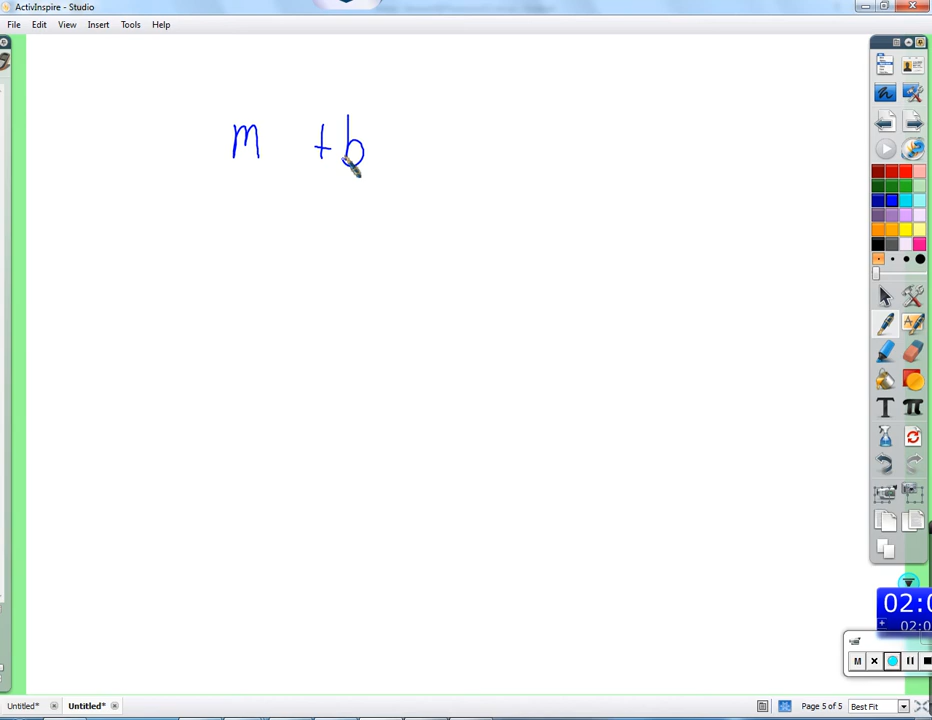 ActivInspire - Studio
File Edit View Insert Tools Help
m +b
02:0
02:0
M
Untitled* Untitled* Page 5 of 5 Best Fit